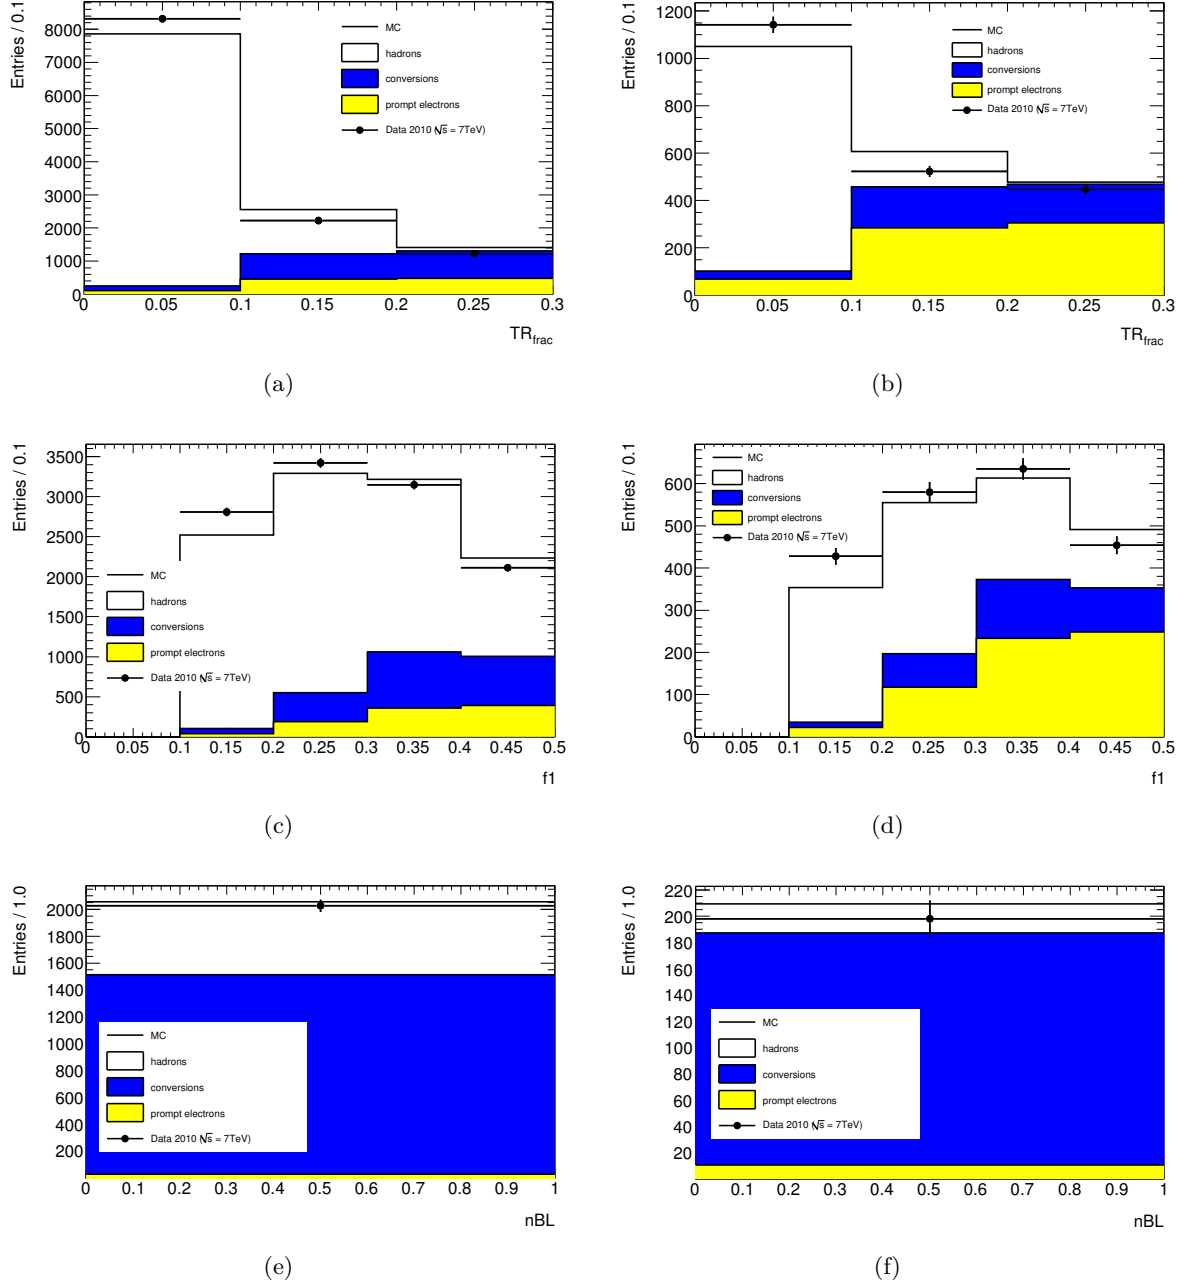 Entries / 0.1
8000
7000
6000
5000
4000
3000
2000
1000
0
0 0.05 0.1 0.15 0.2 0.25 0.3
TR_frac
MC
hadrons
conversions
prompt electrons
Data 2010 (√s = 7TeV)
(a)
Entries / 0.1
1200
1000
800
600
400
200
0
0 0.05 0.1 0.15 0.2 0.25 0.3
TR_frac
MC
hadrons
conversions
prompt electrons
Data 2010 (√s = 7TeV)
(b)
Entries / 0.1
3500
3000
2500
2000
1500
1000
500
0
0 0.05 0.1 0.15 0.2 0.25 0.3 0.35 0.4 0.45 0.5
f1
MC
hadrons
conversions
prompt electrons
Data 2010 (√s = 7TeV)
(c)
Entries / 0.1
600
500
400
300
200
100
0
0 0.05 0.1 0.15 0.2 0.25 0.3 0.35 0.4 0.45 0.5
f1
MC
hadrons
conversions
prompt electrons
Data 2010 (√s = 7TeV)
(d)
Entries / 1.0
2000
1800
1600
1400
1200
1000
800
600
400
200
0 0.1 0.2 0.3 0.4 0.5 0.6 0.7 0.8 0.9 1
nBL
MC
hadrons
conversions
prompt electrons
Data 2010 (√s = 7TeV)
(e)
Entries / 1.0
220
200
180
160
140
120
100
80
60
40
20
0 0.1 0.2 0.3 0.4 0.5 0.6 0.7 0.8 0.9 1
nBL
MC
hadrons
conversions
prompt electrons
Data 2010 (√s = 7TeV)
(f)